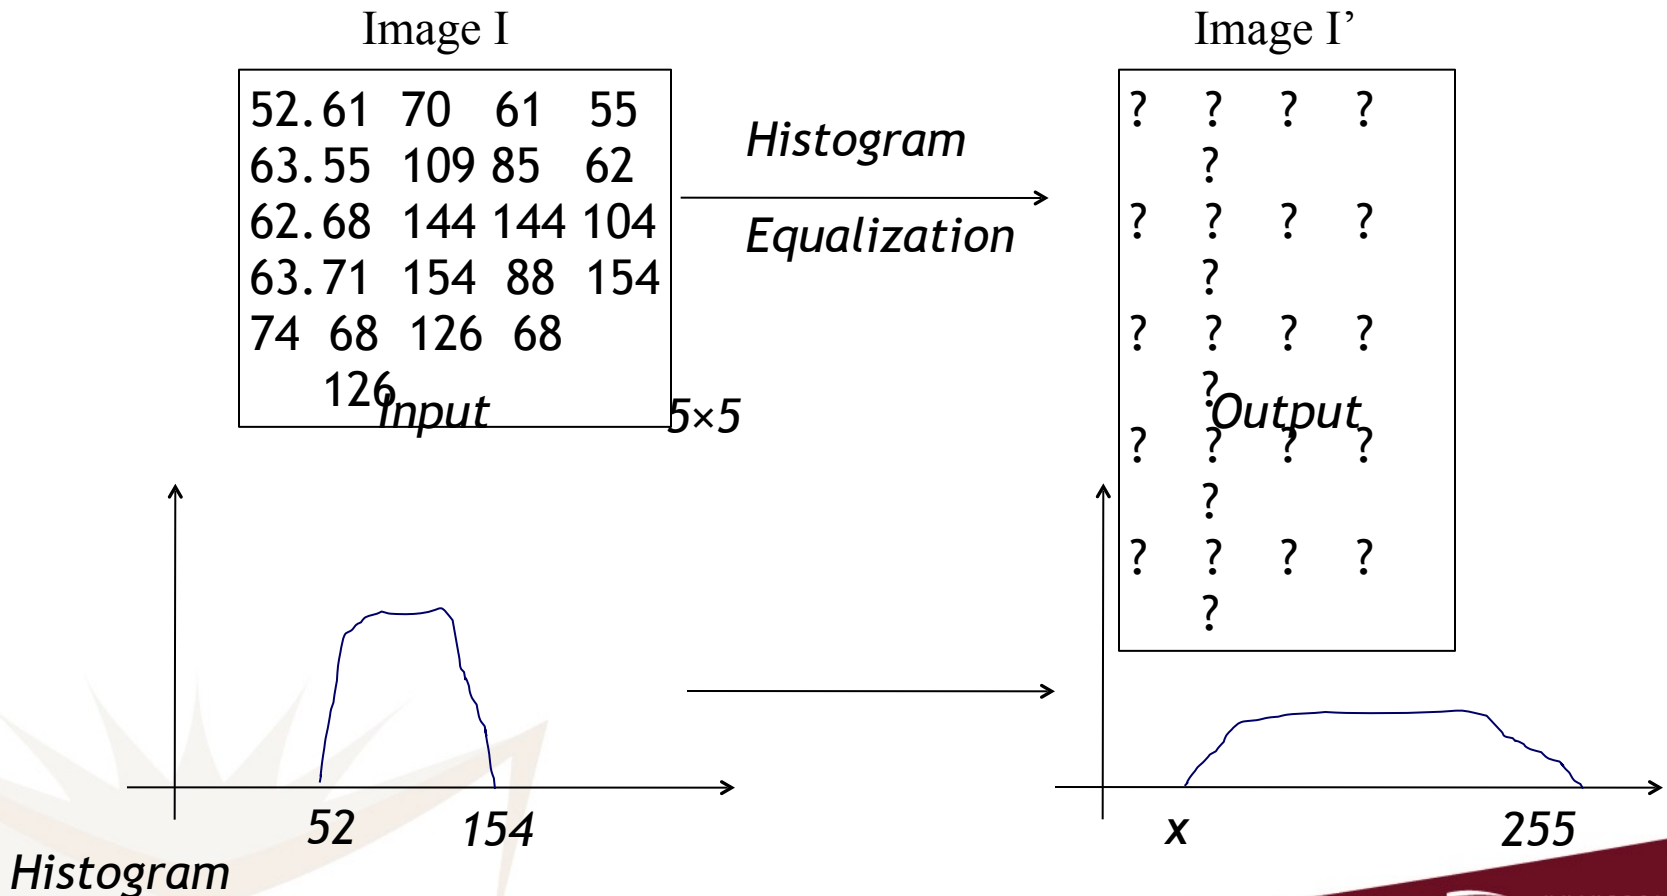 Image I
52. 61 70 61 55
63. 55 109 85 62
62. 68 144 144 104
63. 71 154 88 154
74 68 126 68
126
Input
5×5
Histogram
Equalization
Image I’
? ? ? ?
?
? ? ? ?
?
? ? ? ?
?
Output
? ? ? ?
?
? ? ? ?
?
52 154
x 255
Histogram